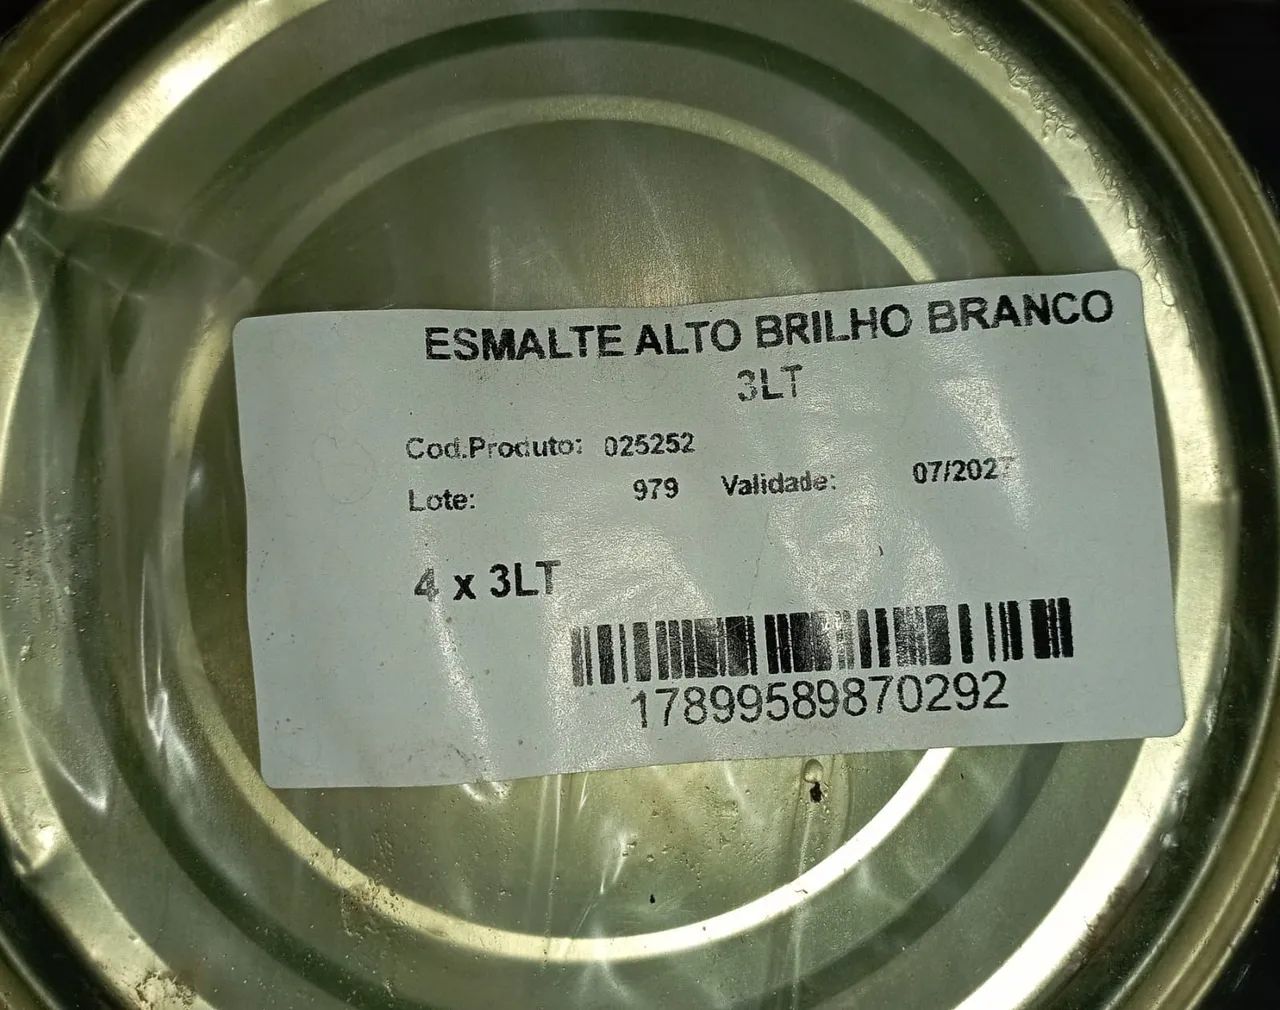 ESMALTE ALTO BRILHO BRANCO
3LT
Cod.Produto: 025252
Lote: 979 Validade: 07/2027
4 x 3LT
17899589870292